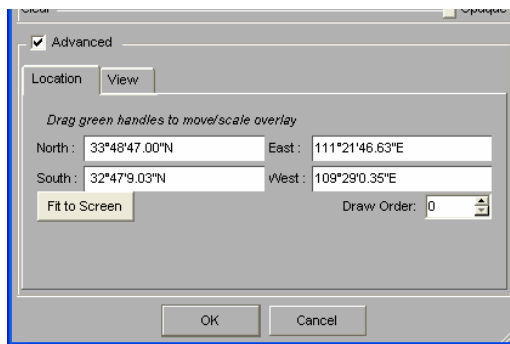 Clear
Opaque
Advanced
Location View
Drag green handles to move/scale overlay
North : 33°48'47.00"N East : 111°21'46.63"E
South : 32°47'9.03"N West : 109°29'0.35"E
Fit to Screen Draw Order: 0
OK Cancel